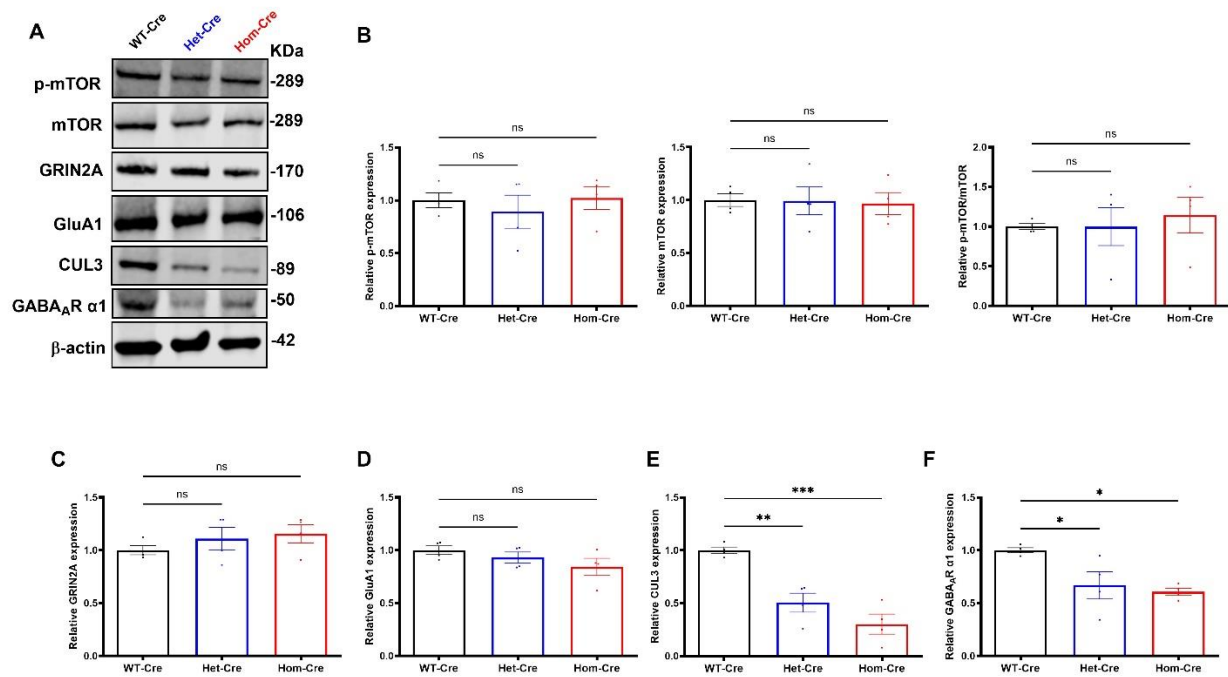 A
WT-Cre
Het-Cre
Hom-Cre
KDa
p-mTOR
-289
mTOR
-289
GRIN2A
-170
GluA1
-106
CUL3
-89
GABAAR α1
-50
β-actin
-42
B
ns
ns
Relative p-mTOR expression
1.5
1.0
0.5
0.0
WT-Cre
Het-Cre
Hom-Cre
ns
ns
Relative mTOR expression
1.5
1.0
0.5
0.0
WT-Cre
Het-Cre
Hom-Cre
ns
ns
Relative p-mTOR/mTOR
2.0
1.5
1.0
0.5
0.0
WT-Cre
Het-Cre
Hom-Cre
C
ns
ns
Relative GRIN2A expression
1.5
1.0
0.5
0.0
WT-Cre
Het-Cre
Hom-Cre
D
ns
ns
Relative GluA1 expression
1.5
1.0
0.5
0.0
WT-Cre
Het-Cre
Hom-Cre
E
***
**
Relative CUL3 expression
1.5
1.0
0.5
0.0
WT-Cre
Het-Cre
Hom-Cre
F
*
*
Relative GABAAR α1 expression
1.5
1.0
0.5
0.0
WT-Cre
Het-Cre
Hom-Cre